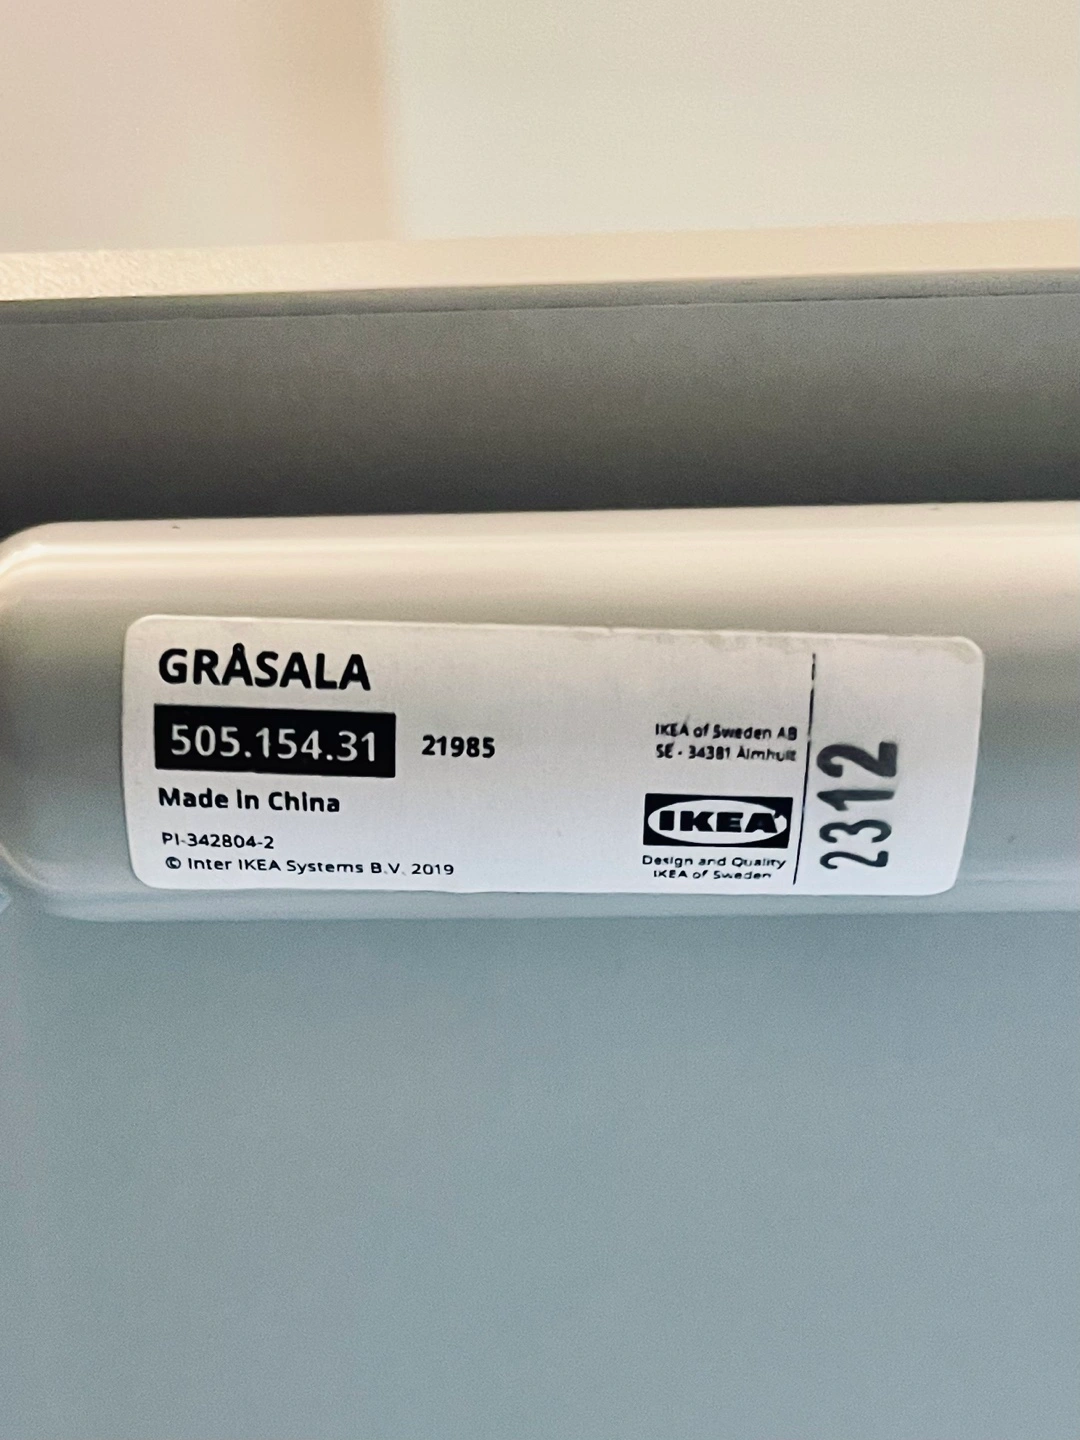 GRÅSALA
505.154.31 21985
Made in China
PI-342804-2
© Inter IKEA Systems B.V. 2019
IKEA of Sweden AB
SE - 34381 Älmhult
IKEA
Design and Quality
IKEA of Sweden
2312